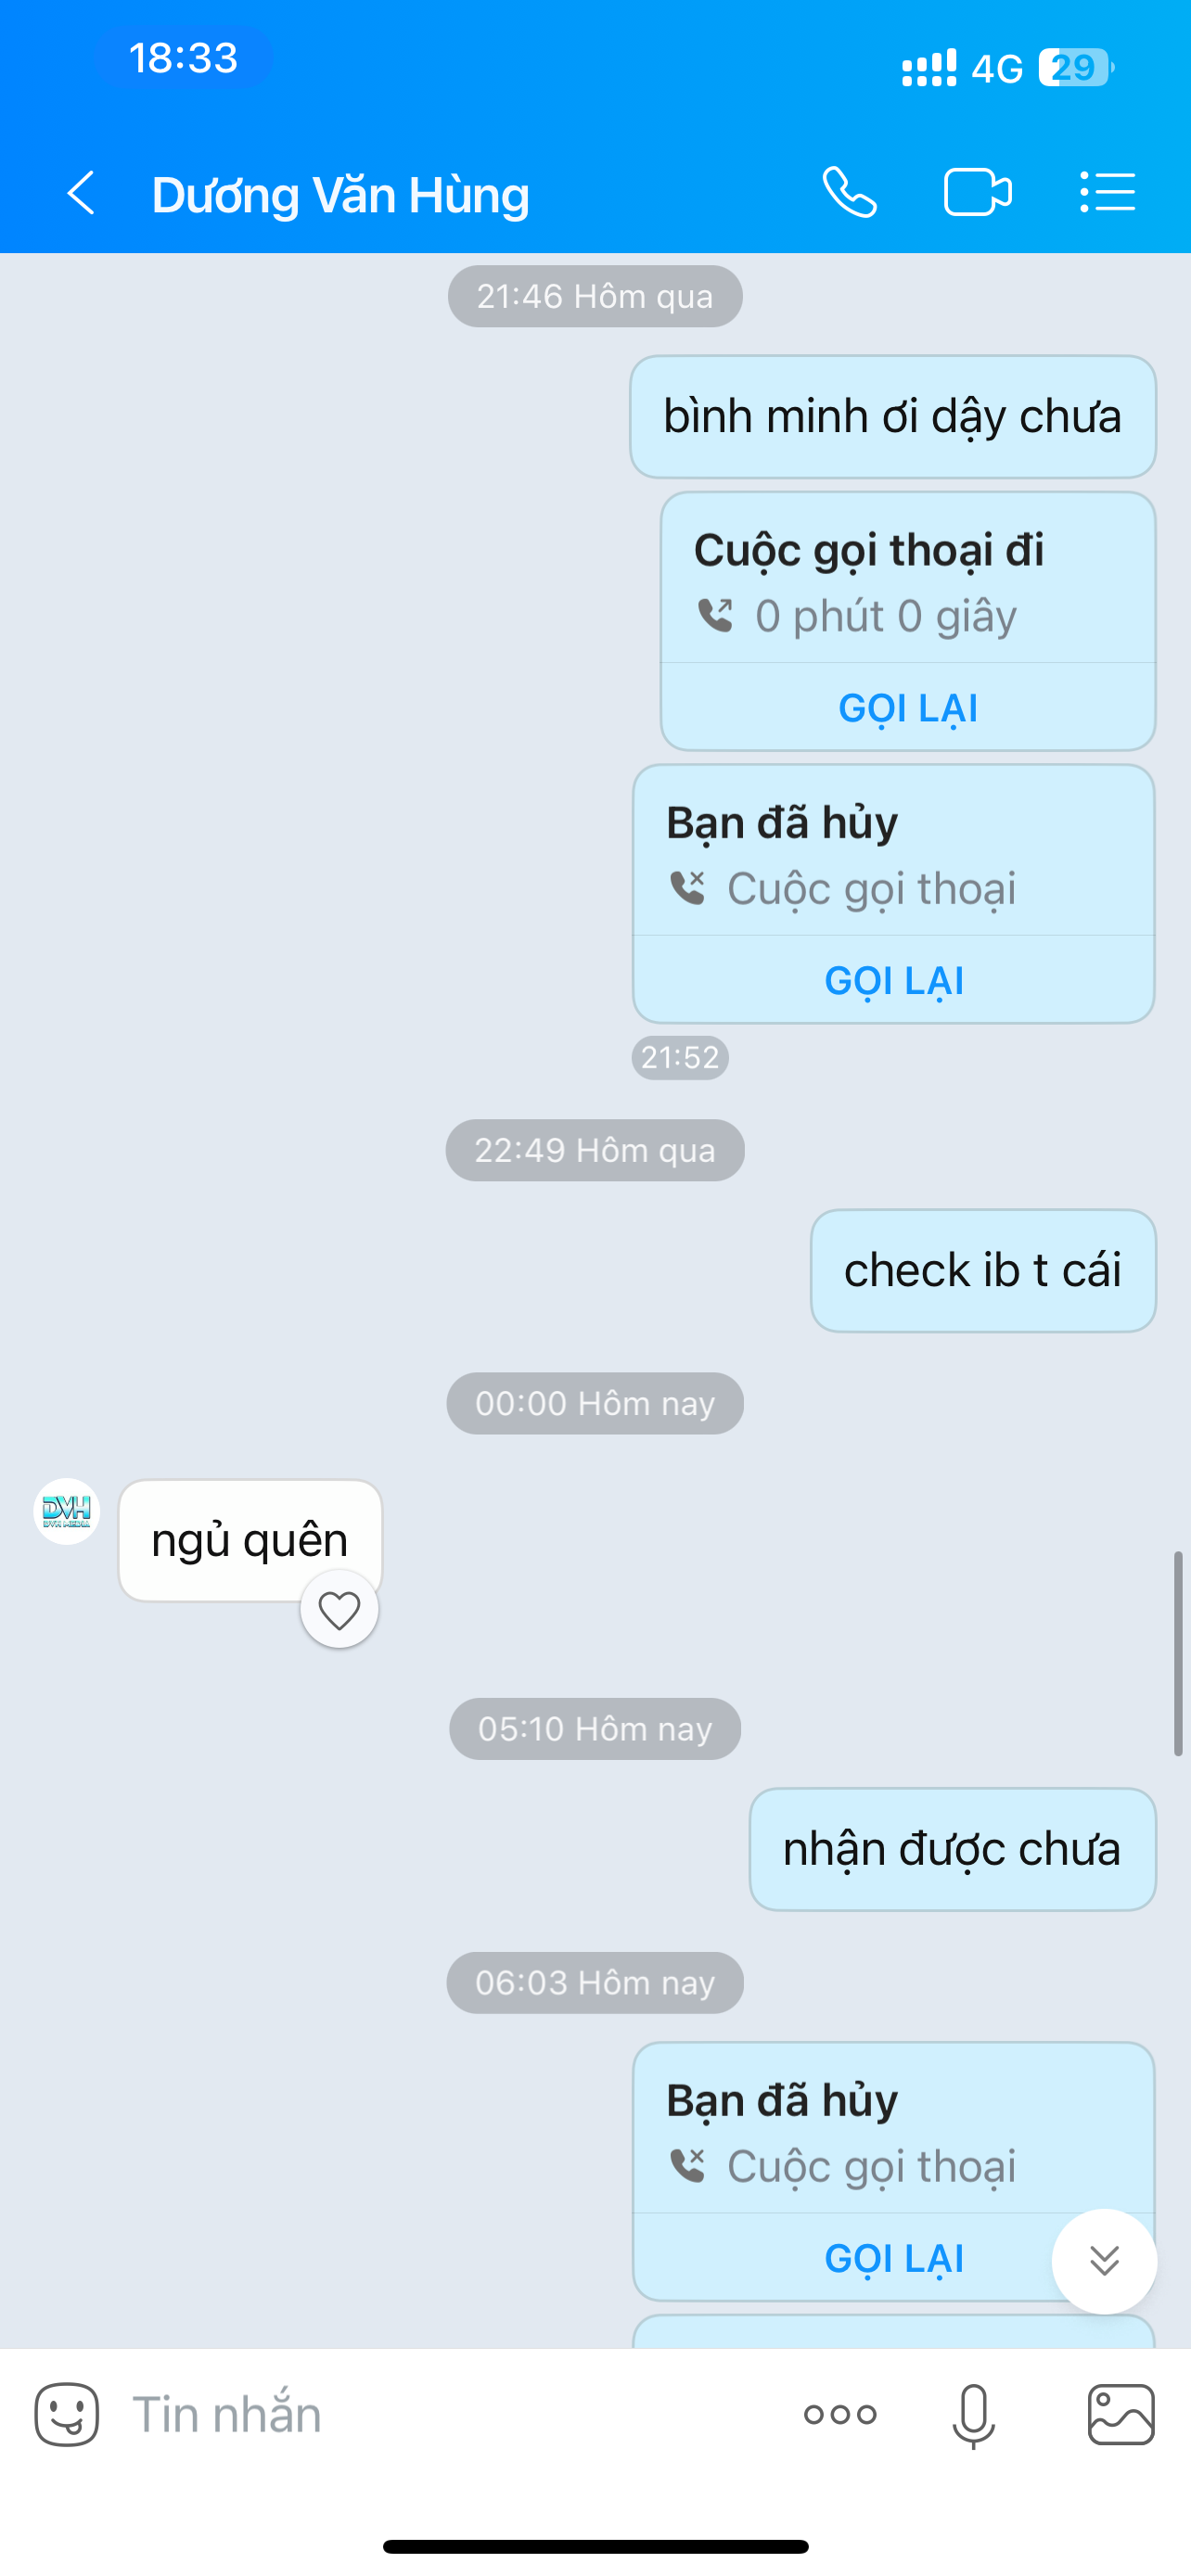 18:33
4G 29
Dương Văn Hùng
21:46 Hôm qua
bình minh ơi dậy chưa
Cuộc gọi thoại đi
0 phút 0 giây
GỌI LẠI
Bạn đã hủy
Cuộc gọi thoại
GỌI LẠI
21:52
22:49 Hôm qua
check ib t cái
00:00 Hôm nay
DVH
DVH MEDIA
ngủ quên
05:10 Hôm nay
nhận được chưa
06:03 Hôm nay
Bạn đã hủy
Cuộc gọi thoại
GỌI LẠI
Tin nhắn